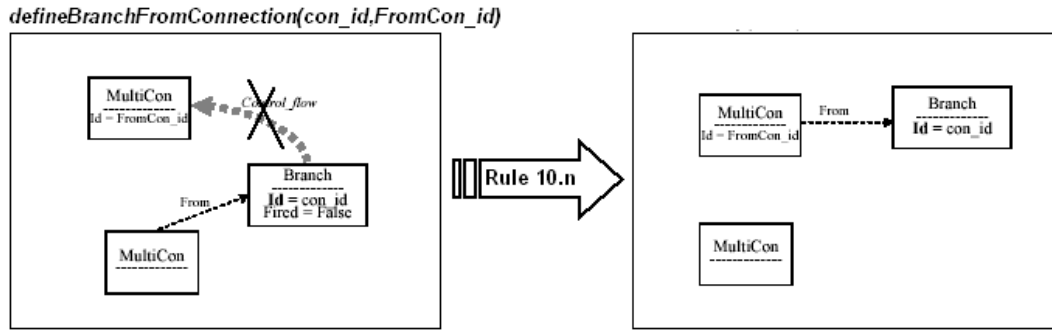 defineBranchFromConnection(con_id,FromCon_id)
MultiCon
Id = FromCon_id
Control_flow
Branch
Id = con_id
Fired = False
From
MultiCon
Rule 10.n
MultiCon
Id = FromCon_id
From
Branch
Id = con_id
MultiCon